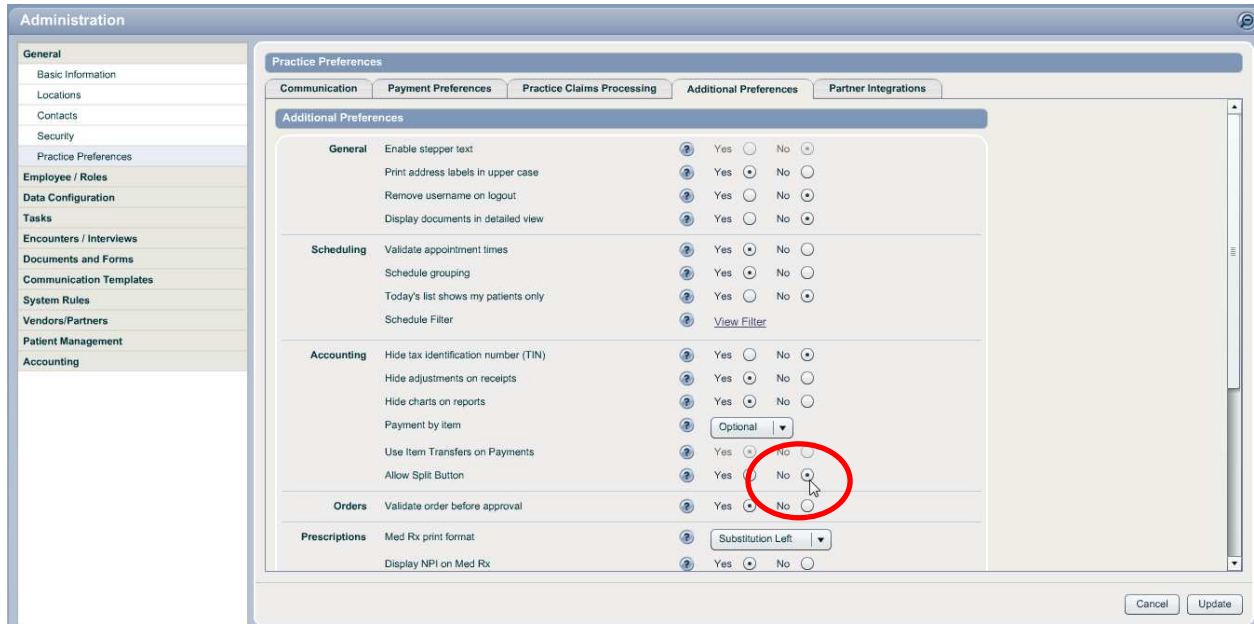 Administration
General
Basic Information
Locations
Contacts
Security
Practice Preferences
Employee / Roles
Data Configuration
Tasks
Encounters / Interviews
Documents and Forms
Communication Templates
System Rules
Vendors/Partners
Patient Management
Accounting
Practice Preferences
Communication Payment Preferences Practice Claims Processing Additional Preferences Partner Integrations
Additional Preferences
General Enable stepper text ? Yes No
Print address labels in upper case ? Yes No
Remove username on logout ? Yes No
Display documents in detailed view ? Yes No
Scheduling Validate appointment times ? Yes No
Schedule grouping ? Yes No
Today's list shows my patients only ? Yes No
Schedule Filter ? View Filter
Accounting Hide tax identification number (TIN) ? Yes No
Hide adjustments on receipts ? Yes No
Hide charts on reports ? Yes No
Payment by item ? Optional
Use Item Transfers on Payments ? Yes No
Allow Split Button ? Yes No
Orders Validate order before approval ? Yes No
Prescriptions Med Rx print format ? Substitution Left
Display NPI on Med Rx ? Yes No
Cancel Update